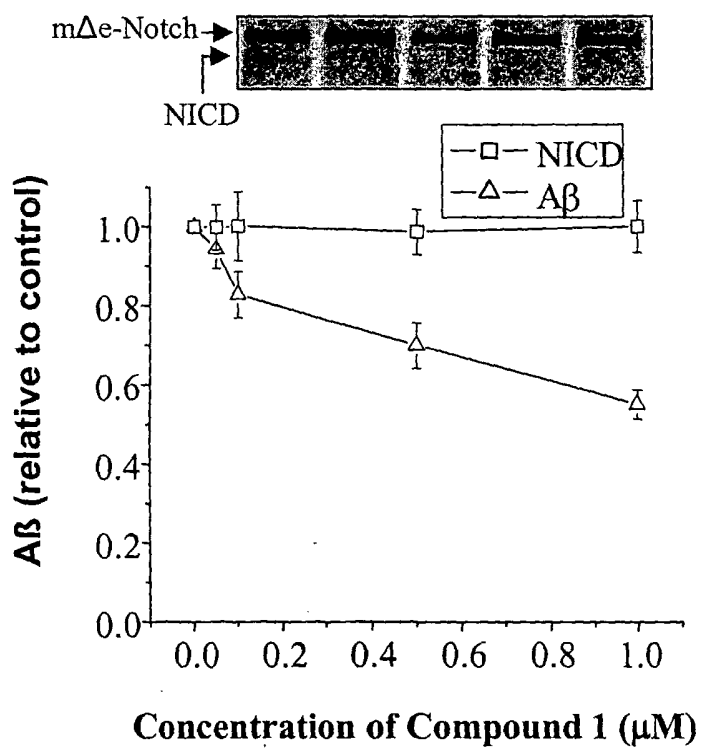 mΔe-Notch
NICD
NICD
Aβ
Aß (relative to control)
1.0
0.8
0.6
0.4
0.2
0.0
0.0 0.2 0.4 0.6 0.8 1.0
Concentration of Compound 1 (μM)